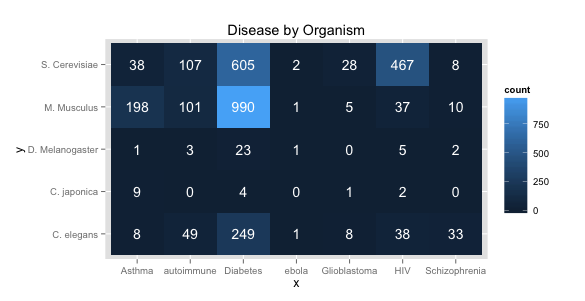 Disease by Organism
S. Cerevisiae 38 107 605 2 28 467 8
M. Musculus 198 101 990 1 5 37 10
y D. Melanogaster 1 3 23 1 0 5 2
C. japonica 9 0 4 0 1 2 0
C. elegans 8 49 249 1 8 38 33
Asthma autoimmune Diabetes ebola Glioblastoma HIV Schizophrenia
x
count
750
500
250
0